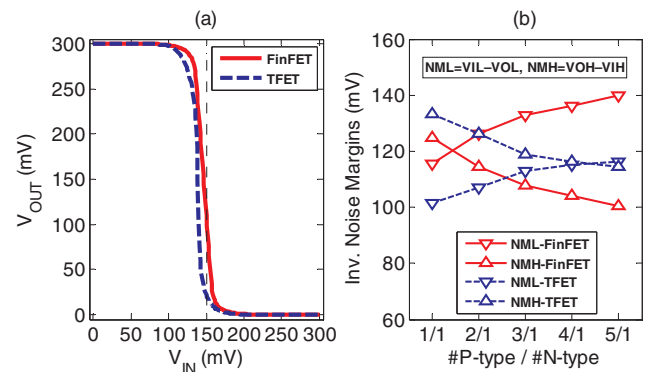 (a)
300
250
200
150
100
50
0
V_OUT (mV)
FinFET
TFET
0 50 100 150 200 250 300
V_IN (mV)
(b)
160
140
120
100
80
60
Inv. Noise Margins (mV)
NML=VIL–VOL, NMH=VOH–VIH
NML-FinFET
NMH-FinFET
NML-TFET
NMH-TFET
1/1 2/1 3/1 4/1 5/1
#P-type / #N-type